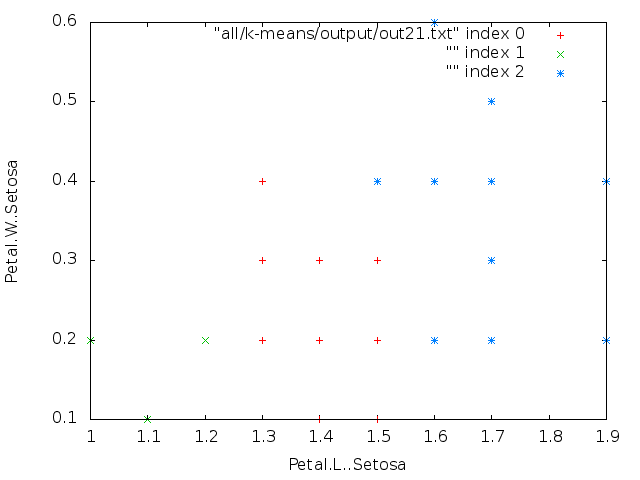 "all/k-means/output/out21.txt" index 0
"" index 1
"" index 2
0.6
0.5
0.4
0.3
0.2
0.1
1 1.1 1.2 1.3 1.4 1.5 1.6 1.7 1.8 1.9
Petal.W..Setosa
Petal.L..Setosa